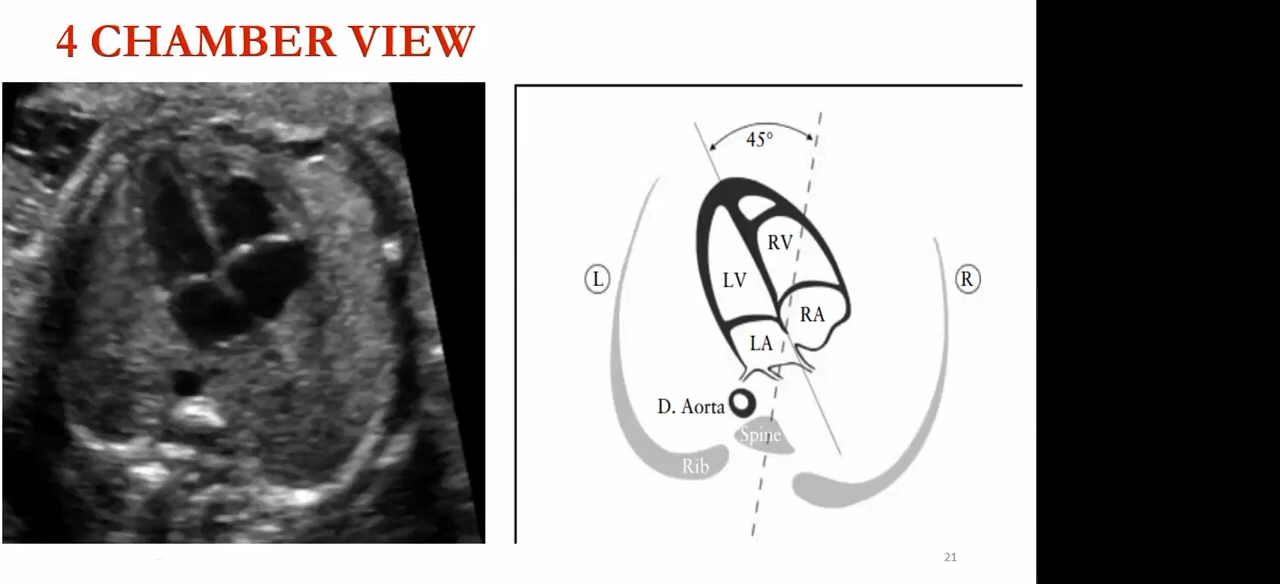 4 CHAMBER VIEW
45°
RV
L
LV
R
RA
LA
D. Aorta
Spine
Rib
21